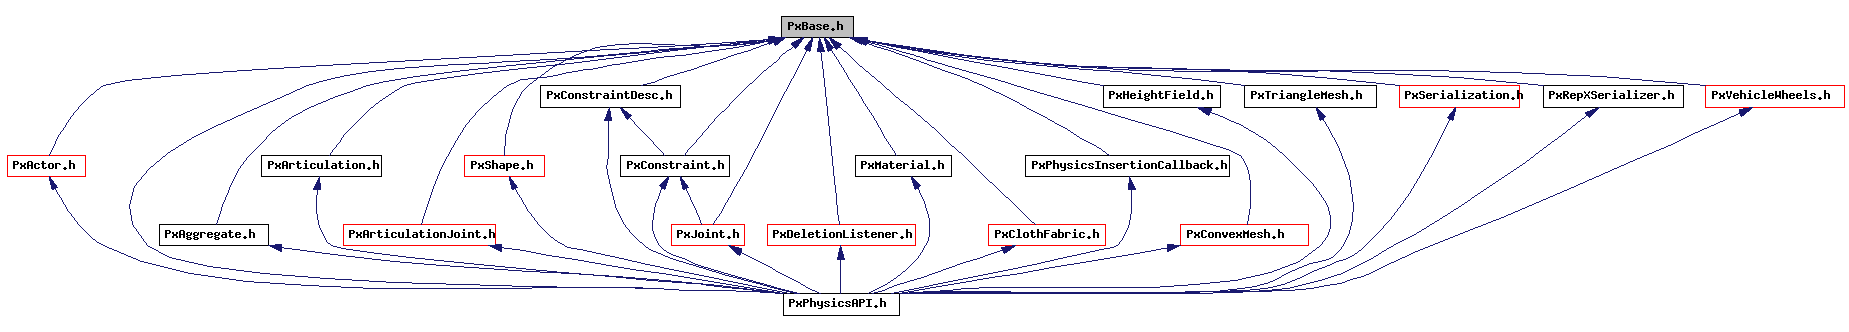 PxBase.h
PxConstraintDesc.h
PxHeightField.h
PxTriangleMesh.h
PxSerialization.h
PxRepXSerializer.h
PxVehicleWheels.h
PxActor.h
PxArticulation.h
PxShape.h
PxConstraint.h
PxMaterial.h
PxPhysicsInsertionCallback.h
PxAggregate.h
PxArticulationJoint.h
PxJoint.h
PxDeletionListener.h
PxClothFabric.h
PxConvexMesh.h
PxPhysicsAPI.h